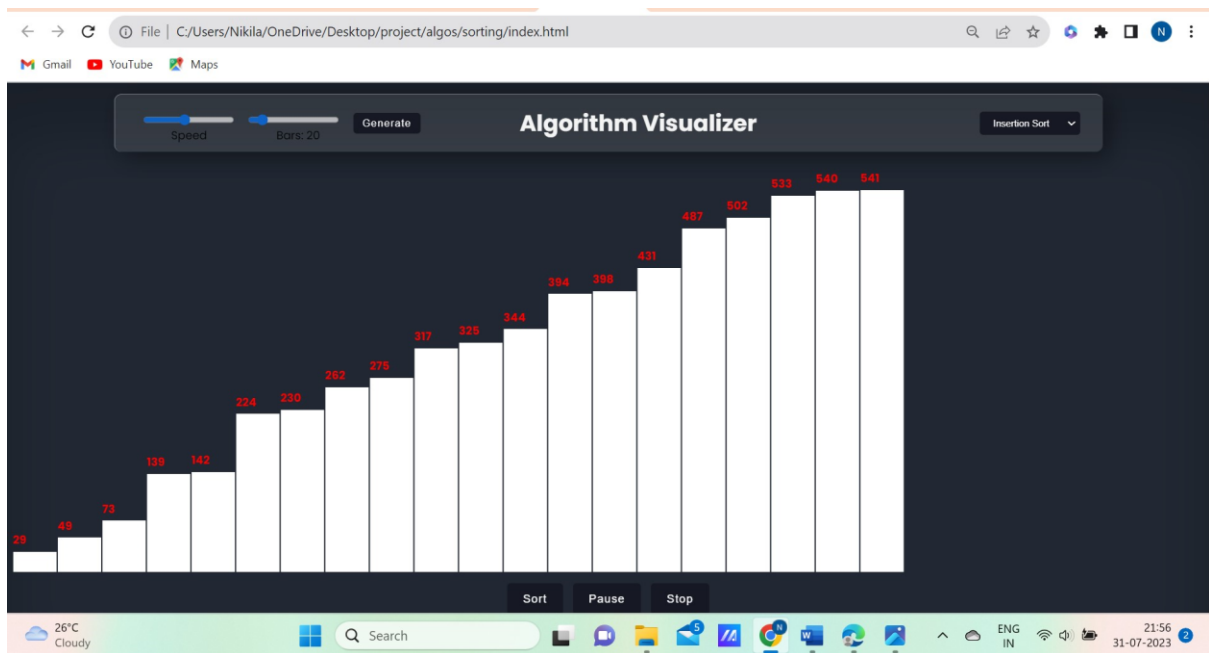 File | C:/Users/Nikila/OneDrive/Desktop/project/algos/sorting/index.html
N
Gmail YouTube Maps
Speed Bars: 20 Generate Algorithm Visualizer Insertion Sort
29 49 73 139 142 224 230 262 275 317 325 344 394 398 431 487 502 533 540 541
Sort Pause Stop
26°C
Cloudy
Search
5
N
ENG
IN
21:56
31-07-2023
2